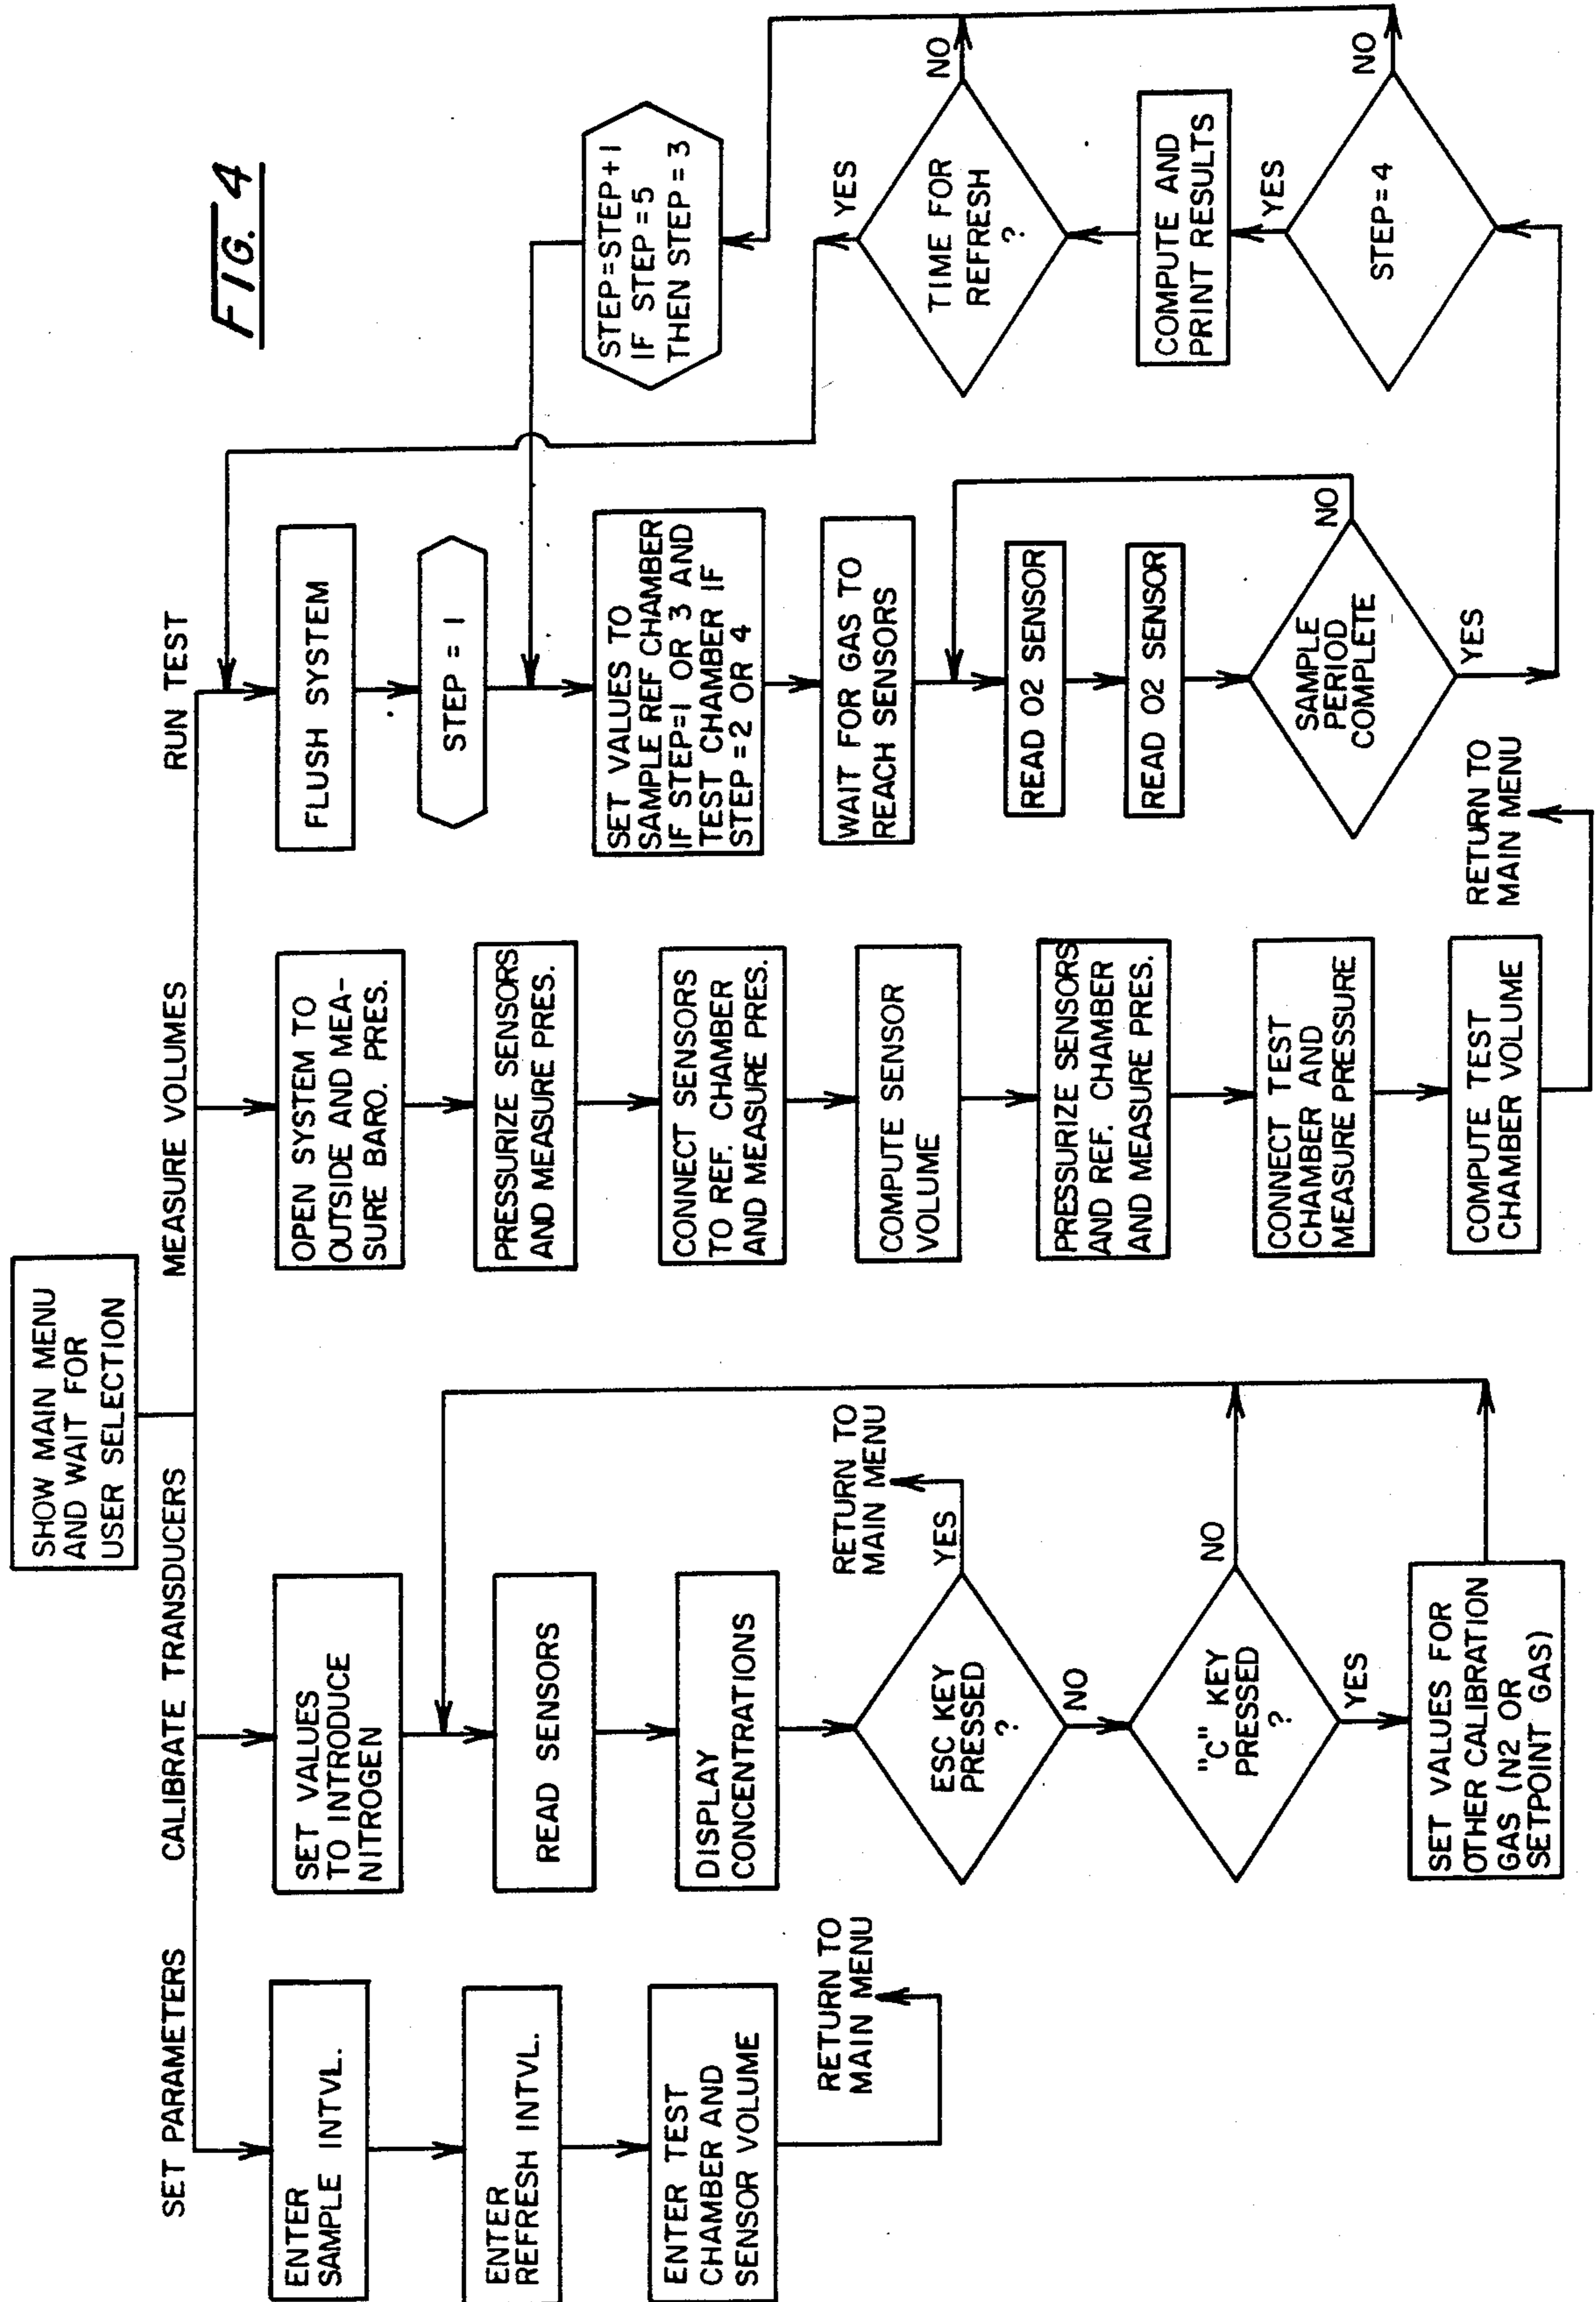 FIG. 4
SHOW MAIN MENU
AND WAIT FOR
USER SELECTION
SET PARAMETERS
CALIBRATE TRANSDUCERS
MEASURE VOLUMES
RUN TEST
ENTER
SAMPLE INTVL.
ENTER
REFRESH INTVL.
ENTER TEST
CHAMBER AND
SENSOR VOLUME
RETURN TO
MAIN MENU
SET VALUES
TO INTRODUCE
NITROGEN
READ SENSORS
DISPLAY
CONCENTRATIONS
ESC KEY
PRESSED
?
YES
RETURN TO
MAIN MENU
NO
"C" KEY
PRESSED
?
NO
YES
SET VALUES FOR
OTHER CALIBRATION
GAS (N2 OR
SETPOINT GAS)
OPEN SYSTEM TO
OUTSIDE AND MEA-
SURE BARO. PRES.
PRESSURIZE SENSORS
AND MEASURE PRES.
CONNECT SENSORS
TO REF. CHAMBER
AND MEASURE PRES.
COMPUTE SENSOR
VOLUME
PRESSURIZE SENSORS
AND REF. CHAMBER
AND MEASURE PRES.
CONNECT TEST
CHAMBER AND
MEASURE PRESSURE
COMPUTE TEST
CHAMBER VOLUME
RETURN TO
MAIN MENU
FLUSH SYSTEM
STEP = 1
SET VALUES TO
SAMPLE REF CHAMBER
IF STEP=1 OR 3 AND
TEST CHAMBER IF
STEP = 2 OR 4
WAIT FOR GAS TO
REACH SENSORS
READ O2 SENSOR
READ O2 SENSOR
SAMPLE
PERIOD
COMPLETE
NO
YES
STEP=STEP+1
IF STEP = 5
THEN STEP = 3
YES
TIME FOR
REFRESH
?
NO
COMPUTE AND
PRINT RESULTS
YES
STEP=4
NO